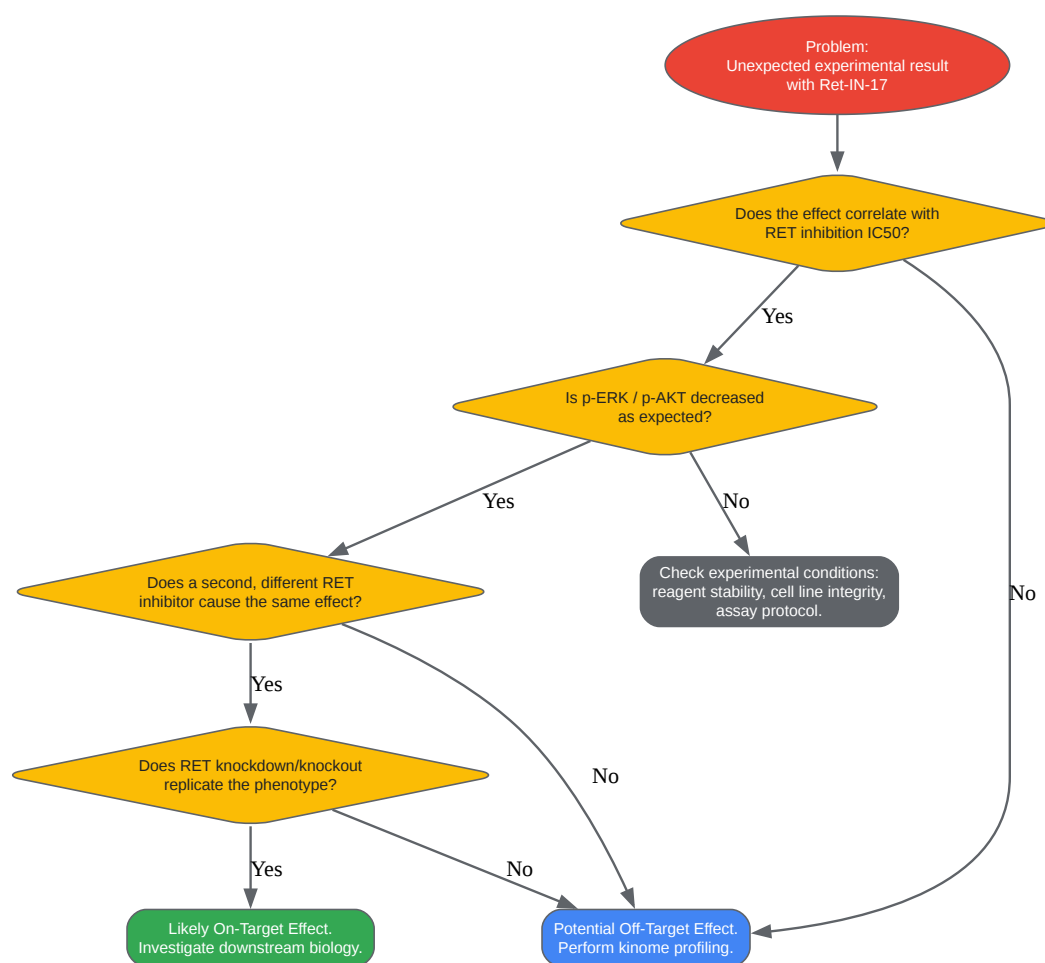 Problem:
Unexpected experimental result
with Ret-IN-17
Does the effect correlate with
RET inhibition IC50?
Yes
Is p-ERK / p-AKT decreased
as expected?
Yes
No
Does a second, different RET
inhibitor cause the same effect?
Check experimental conditions:
reagent stability, cell line integrity,
assay protocol.
No
Yes
Does RET knockdown/knockout
replicate the phenotype?
No
Yes
No
Likely On-Target Effect.
Investigate downstream biology.
Potential Off-Target Effect.
Perform kinome profiling.